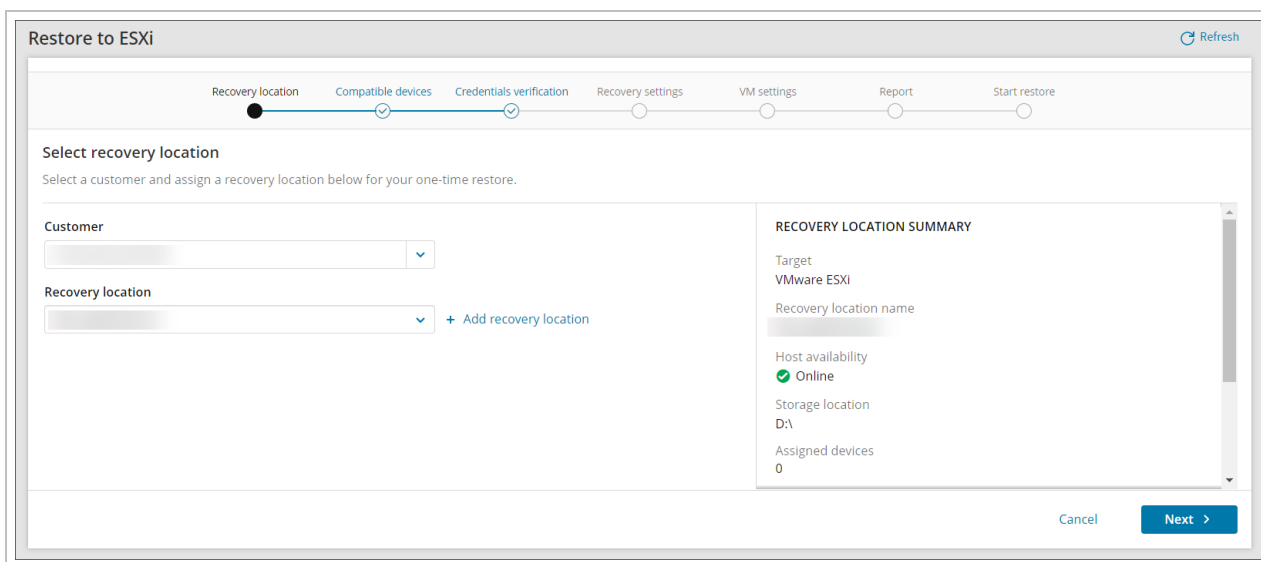 Restore to ESXi
Refresh
Recovery location Compatible devices Credentials verification Recovery settings VM settings Report Start restore
Select recovery location
Select a customer and assign a recovery location below for your one-time restore.
Customer
Recovery location
+ Add recovery location
RECOVERY LOCATION SUMMARY
Target
VMware ESXi
Recovery location name
Host availability
Online
Storage location
D:\
Assigned devices
0
Cancel
Next >